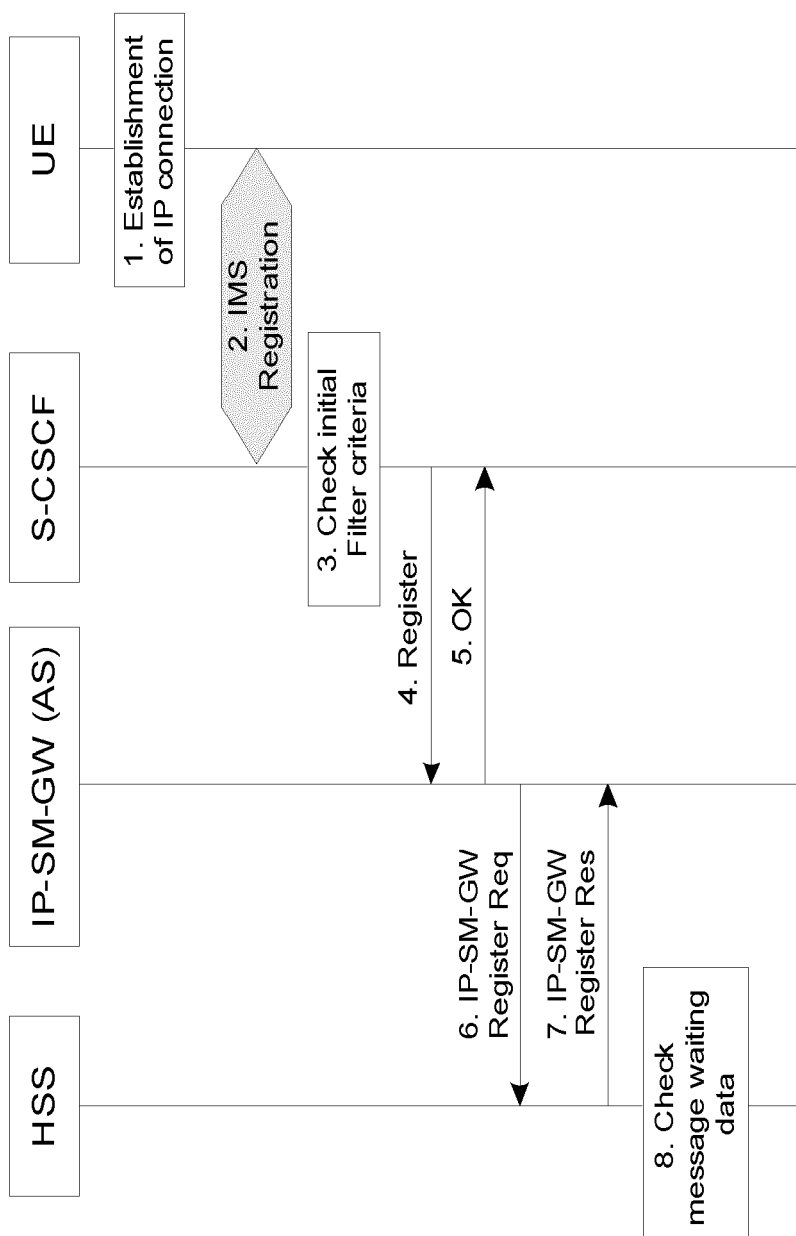 HSS
IP-SM-GW (AS)
S-CSCF
UE
1. Establishment
of IP connection
2. IMS
Registration
3. Check initial
Filter criteria
4. Register
5. OK
6. IP-SM-GW
Register Req
7. IP-SM-GW
Register Res
8. Check
message waiting
data